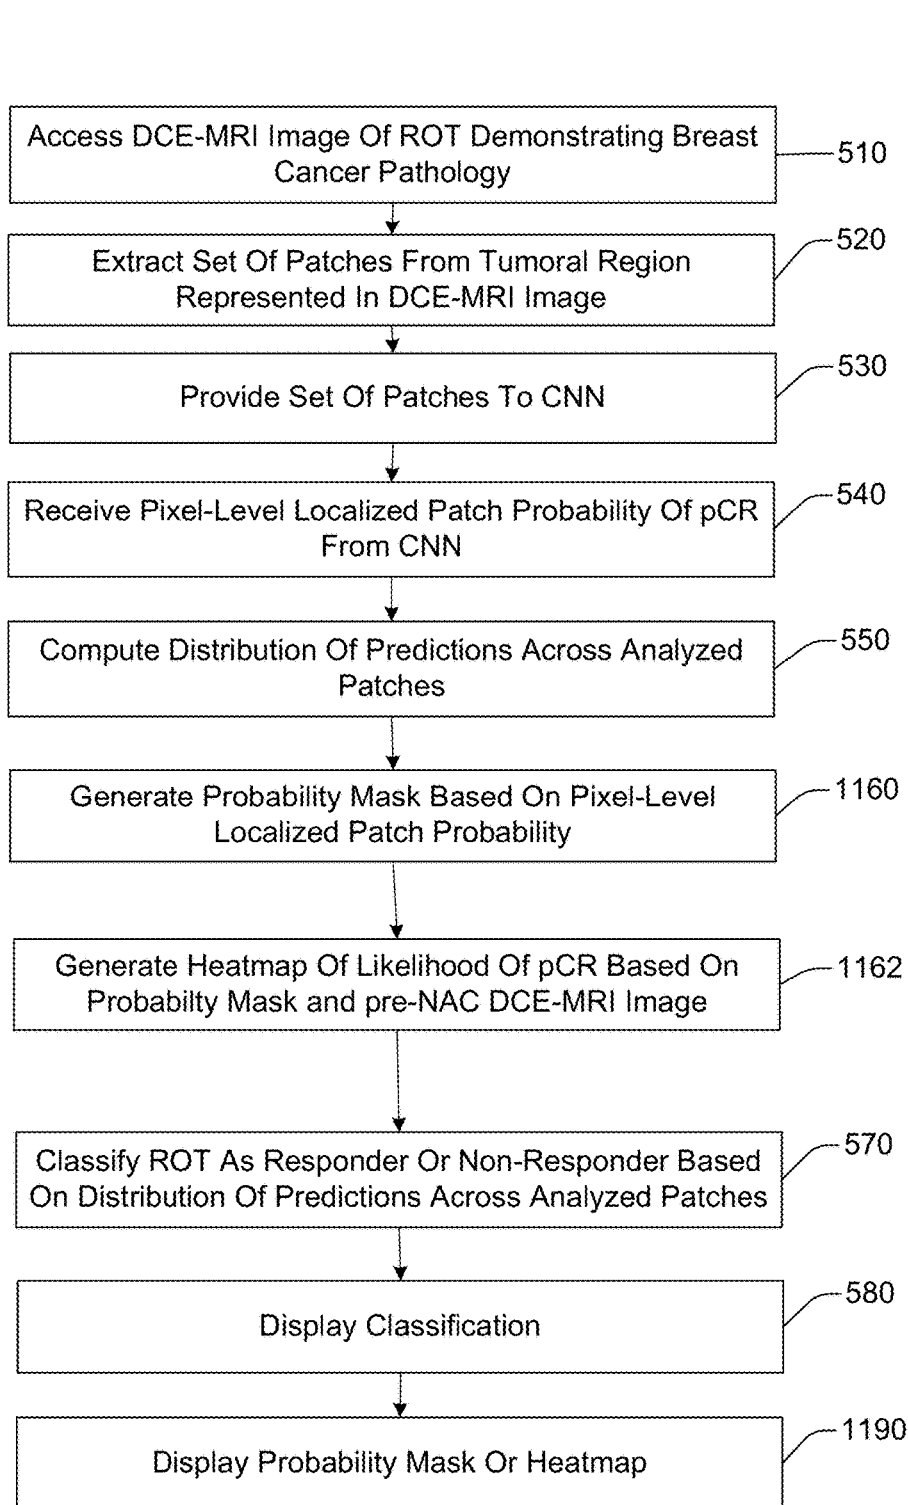 Access DCE-MRI Image Of ROT Demonstrating Breast
Cancer Pathology
510
Extract Set Of Patches From Tumoral Region
Represented In DCE-MRI Image
520
Provide Set Of Patches To CNN
530
Receive Pixel-Level Localized Patch Probability Of pCR
From CNN
540
Compute Distribution Of Predictions Across Analyzed
Patches
550
Generate Probability Mask Based On Pixel-Level
Localized Patch Probability
1160
Generate Heatmap Of Likelihood Of pCR Based On
Probabilty Mask and pre-NAC DCE-MRI Image
1162
Classify ROT As Responder Or Non-Responder Based
On Distribution Of Predictions Across Analyzed Patches
570
Display Classification
580
Display Probability Mask Or Heatmap
1190